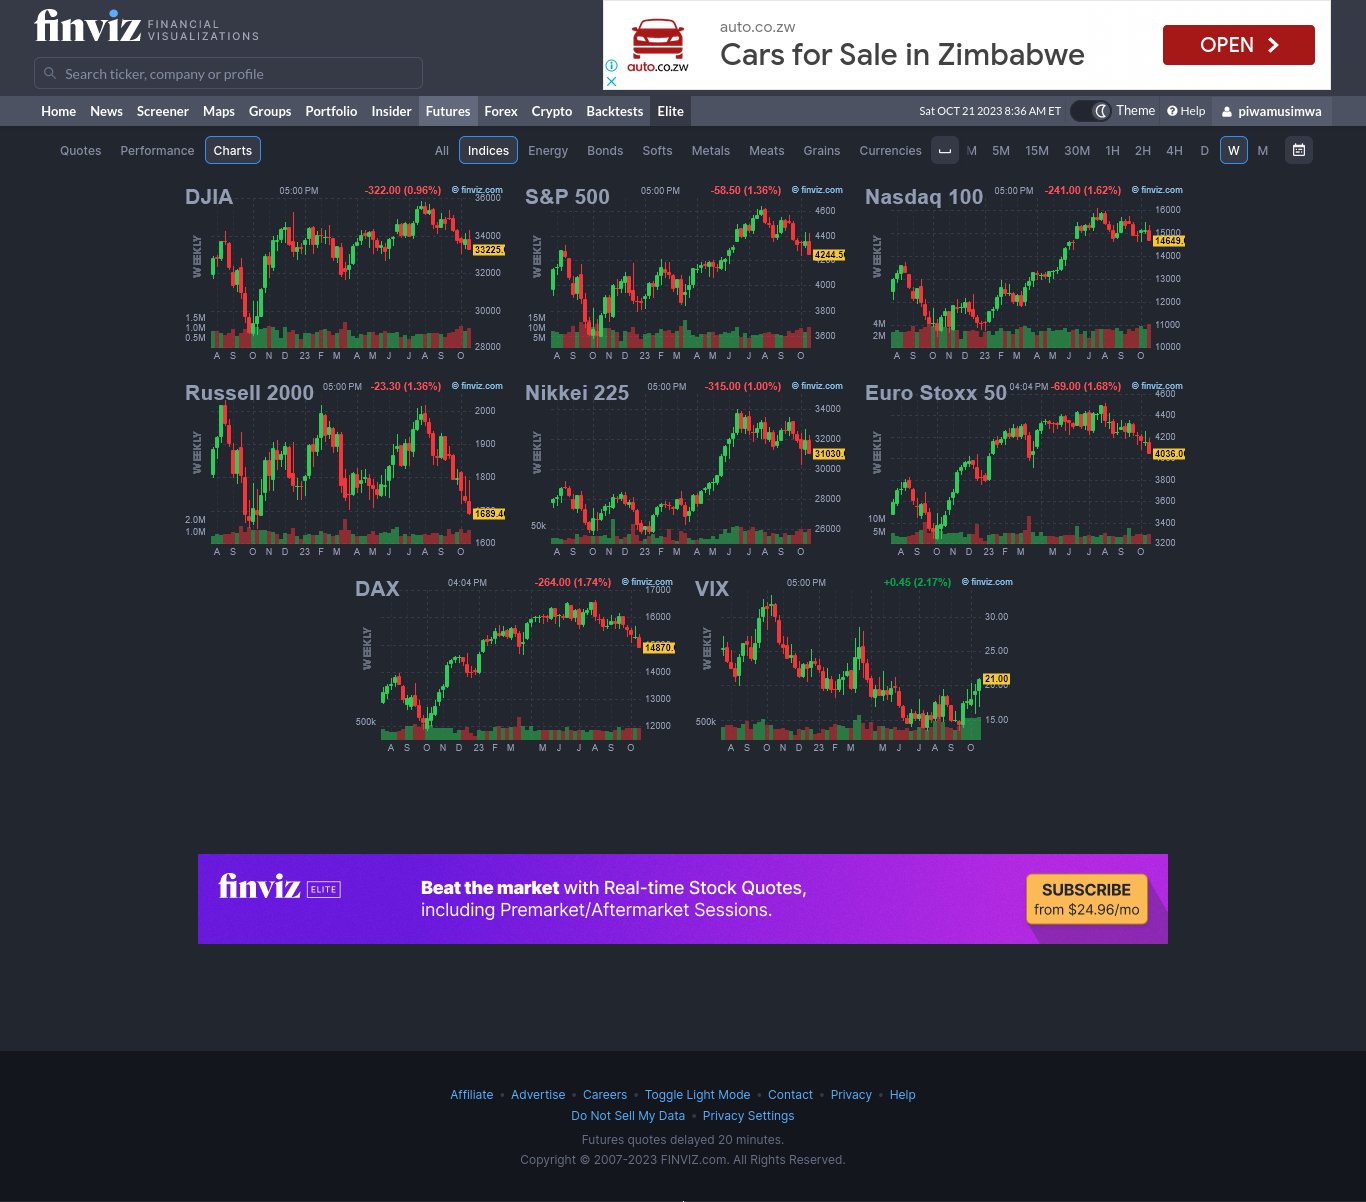 finviz FINANCIAL
VISUALIZATIONS
auto.co.zw
auto.co.zw
Cars for Sale in Zimbabwe
OPEN
Search ticker, company or profile
Home News Screener Maps Groups Portfolio Insider Futures Forex Crypto Backtests Elite
Sat OCT 21 2023 8:36 AM ET Theme Help piwamusimwa
Quotes Performance Charts
All Indices Energy Bonds Softs Metals Meats Grains Currencies
M 5M 15M 30M 1H 2H 4H D W M
DJIA 05:00 PM -322.00 (0.96%) © finviz.com
WEEKLY
36000
34000
33225.
32000
30000
28000
1.5M
1.0M
0.5M
A S O N D 23 F M A M J J A S O
S&P 500 05:00 PM -58.50 (1.36%) © finviz.com
WEEKLY
4600
4400
4244.50
4200
4000
3800
3600
15M
10M
5M
A S O N D 23 F M A M J J A S O
Nasdaq 100 05:00 PM -241.00 (1.62%) © finviz.com
WEEKLY
16000
15000
14649.
14000
13000
12000
11000
10000
4M
2M
A S O N D 23 F M A M J J A S O
Russell 2000 05:00 PM -23.30 (1.36%) © finviz.com
WEEKLY
2000
1900
1800
1689.40
1600
2.0M
1.0M
A S O N D 23 F M A M J J A S O
Nikkei 225 05:00 PM -315.00 (1.00%) © finviz.com
WEEKLY
34000
32000
31030.
30000
28000
26000
50k
A S O N D 23 F M A M J J A S O
Euro Stoxx 50 04:04 PM -69.00 (1.68%) © finviz.com
WEEKLY
4600
4400
4200
4036.00
3800
3600
3400
3200
10M
5M
A S O N D 23 F M M J J A S O
DAX 04:04 PM -264.00 (1.74%) © finviz.com
WEEKLY
17000
16000
14870.
14000
13000
12000
500k
A S O N D 23 F M M J J A S O
VIX 05:00 PM +0.45 (2.17%) © finviz.com
WEEKLY
30.00
25.00
21.00
20.00
15.00
500k
A S O N D 23 F M M J J A S O
finviz ELITE
Beat the market with Real-time Stock Quotes,
including Premarket/Aftermarket Sessions.
SUBSCRIBE
from $24.96/mo
Affiliate • Advertise • Careers • Toggle Light Mode • Contact • Privacy • Help
Do Not Sell My Data • Privacy Settings
Futures quotes delayed 20 minutes.
Copyright © 2007-2023 FINVIZ.com. All Rights Reserved.